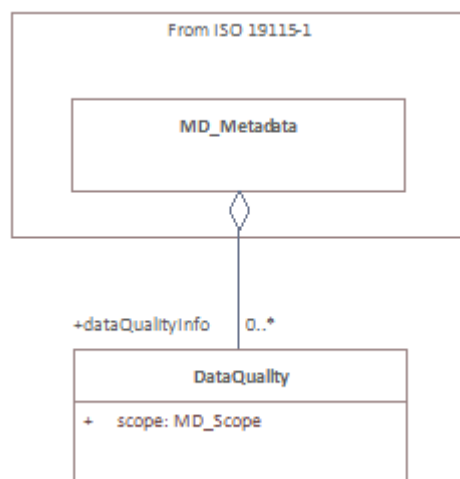 From ISO 19115-1
MD_Metadata
+dataQualityInfo 0..*
DataQuality
+ scope: MD_Scope